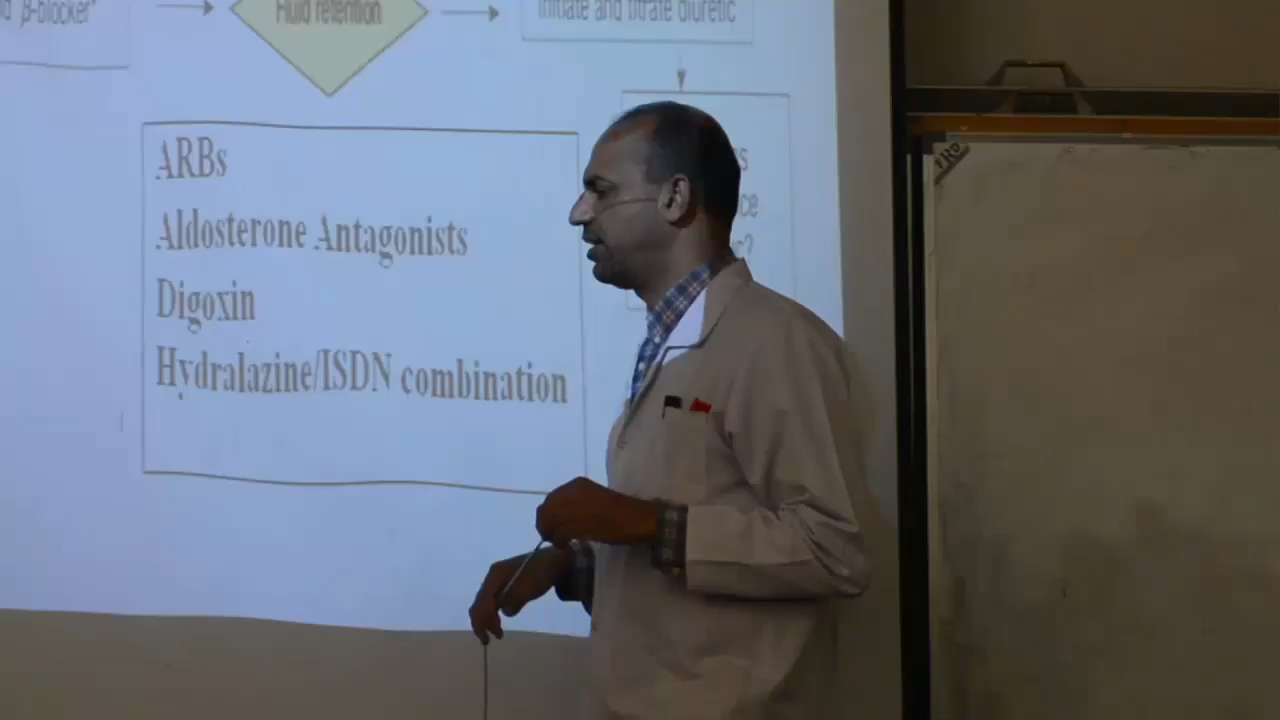 β-blocker*
Fluid retention
Initiate and titrate diuretic
ARBs
Aldosterone Antagonists
Digoxin
Hydralazine/ISDN combination